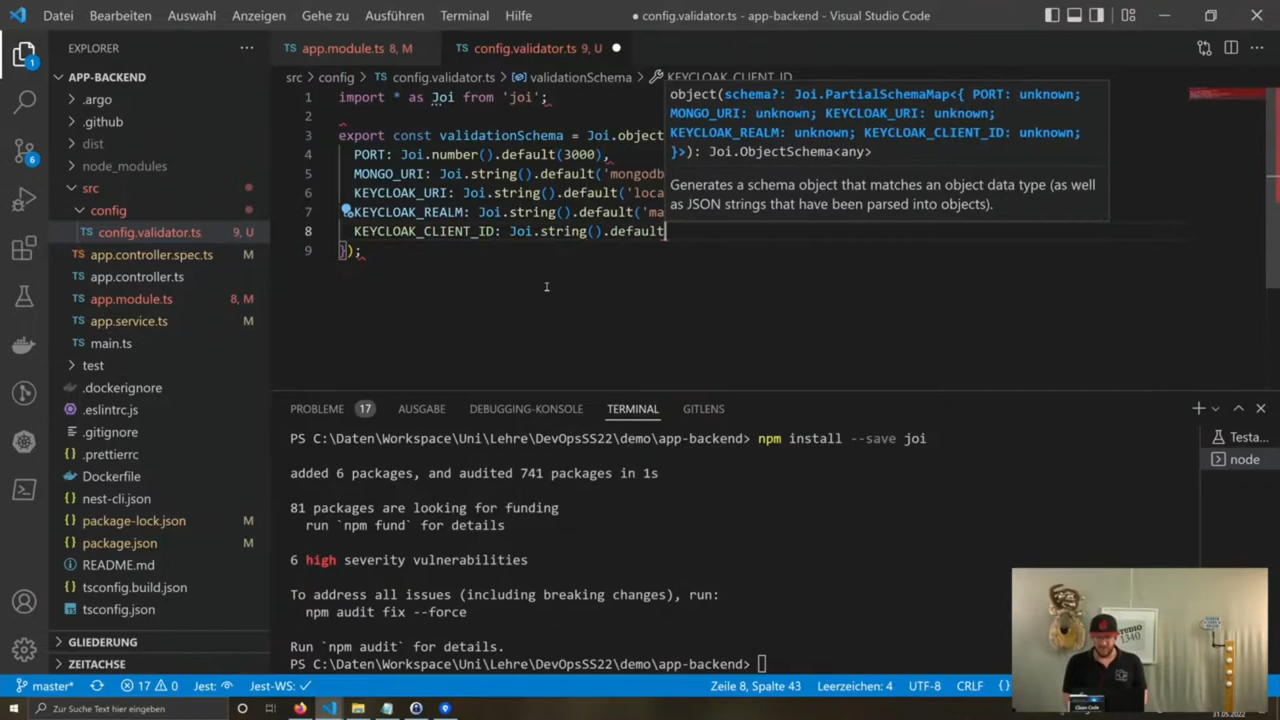 Datei Bearbeiten Auswahl Anzeigen Gehe zu Ausführen Terminal Hilfe ● config.validator.ts - app-backend - Visual Studio Code
EXPLORER
TS app.module.ts 8, M
TS config.validator.ts 9, U
src > config > TS config.validator.ts > validationSchema > KEYCLOAK_CLIENT_ID
APP-BACKEND
.argo
.github
dist
node_modules
src
config
TS config.validator.ts 9, U
TS app.controller.spec.ts M
TS app.controller.ts
TS app.module.ts 8, M
TS app.service.ts M
TS main.ts
test
.dockerignore
.eslintrc.js
.gitignore
.prettierrc
Dockerfile
{} nest-cli.json
{} package-lock.json M
{} package.json M
README.md
{} tsconfig.build.json
tsconfig.json
GLIEDERUNG
ZEITACHSE
1 import * as Joi from 'joi';
2
3 export const validationSchema = Joi.object
4 PORT: Joi.number().default(3000),
5 MONGO_URI: Joi.string().default('mongodb
6 KEYCLOAK_URI: Joi.string().default('loca
7 KEYCLOAK_REALM: Joi.string().default('ma
8 KEYCLOAK_CLIENT_ID: Joi.string().default
9 });
object(schema?: Joi.PartialSchemaMap<{ PORT: unknown;
MONGO_URI: unknown; KEYCLOAK_URI: unknown;
KEYCLOAK_REALM: unknown; KEYCLOAK_CLIENT_ID: unknown;
}>): Joi.ObjectSchema<any>
Generates a schema object that matches an object data type (as well
as JSON strings that have been parsed into objects).
PROBLEME 17 AUSGABE DEBUGGING-KONSOLE TERMINAL GITLENS
PS C:\Daten\Workspace\Uni\Lehre\DevOpsSS22\demo\app-backend> npm install --save joi
added 6 packages, and audited 741 packages in 1s
81 packages are looking for funding
run `npm fund` for details
6 high severity vulnerabilities
To address all issues (including breaking changes), run:
npm audit fix --force
Run `npm audit` for details.
PS C:\Daten\Workspace\Uni\Lehre\DevOpsSS22\demo\app-backend>
Testa...
node
STUDIO
1340
Clean Code
master* 17 0 Jest: Jest-WS: Zeile 8, Spalte 43 Leerzeichen: 4 UTF-8 CRLF {}
Zur Suche Text hier eingeben
31.05.2022